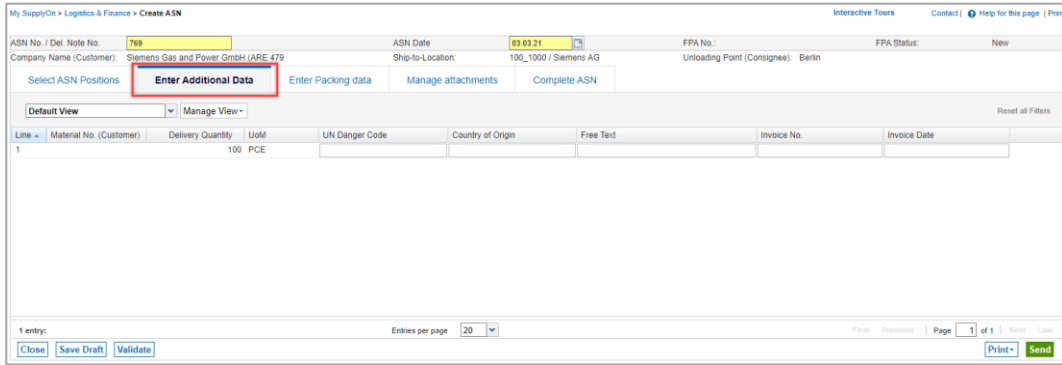 My SupplyOn > Logistics & Finance > Create ASN Interactive Tours Contact | Help for this page | Prin
ASN No. / Del. Note No. 769 ASN Date 03.03.21 FPA No.: FPA Status: New
Company Name (Customer): Siemens Gas and Power GmbH (ARE 479 Ship-to-Location: 100_1000 / Siemens AG Unloading Point (Consignee): Berlin
Select ASN Positions Enter Additional Data Enter Packing data Manage attachments Complete ASN
Default View Manage View Reset all Filters
Line Material No. (Customer) Delivery Quantity UoM UN Danger Code Country of Origin Free Text Invoice No. Invoice Date
1 100 PCE
1 entry: Entries per page 20 First Previous | Page 1 of 1 | Next Last
Close Save Draft Validate Print Send